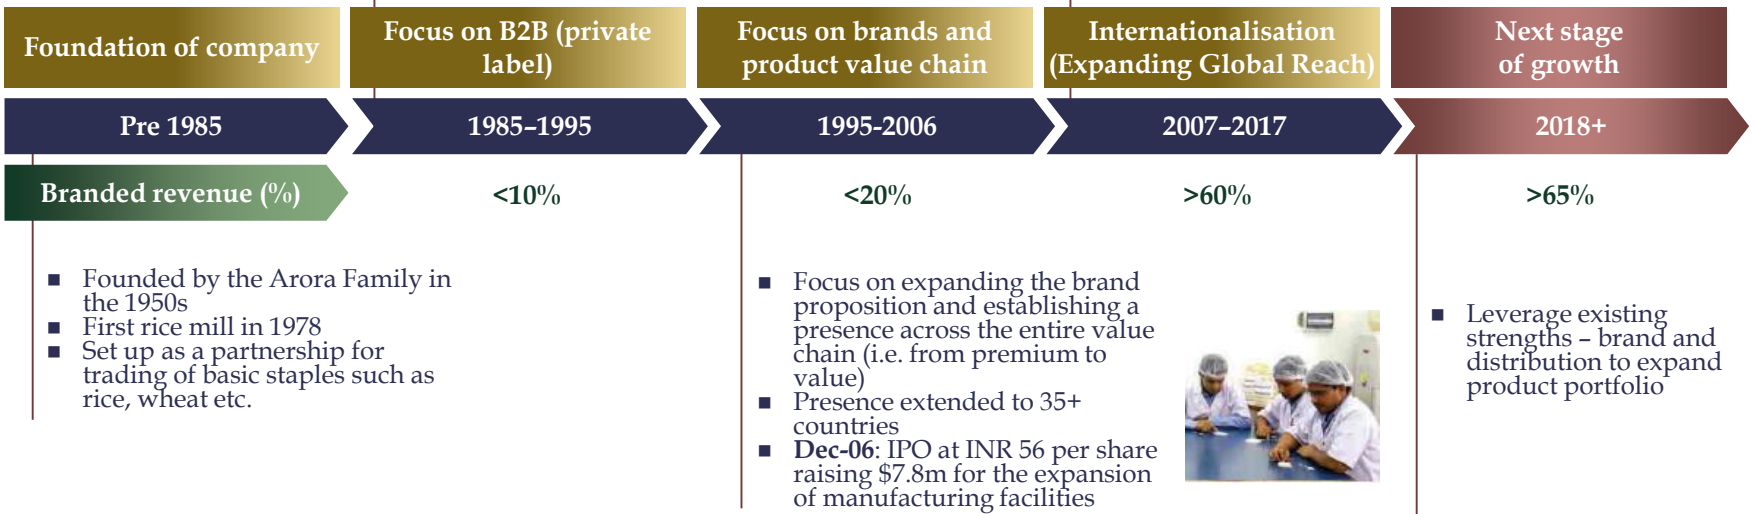 Foundation of company
Focus on B2B (private
label)
Focus on brands and
product value chain
Internationalisation
(Expanding Global Reach)
Next stage
of growth
Pre 1985
1985–1995
1995-2006
2007–2017
2018+
Branded revenue (%)
<10%
<20%
>60%
>65%
■ Founded by the Arora Family in
the 1950s
■ First rice mill in 1978
■ Set up as a partnership for
trading of basic staples such as
rice, wheat etc.
■ Focus on expanding the brand
proposition and establishing a
presence across the entire value
chain (i.e. from premium to
value)
■ Presence extended to 35+
countries
■ Dec-06: IPO at INR 56 per share
raising $7.8m for the expansion
of manufacturing facilities
■ Leverage existing
strengths – brand and
distribution to expand
product portfolio